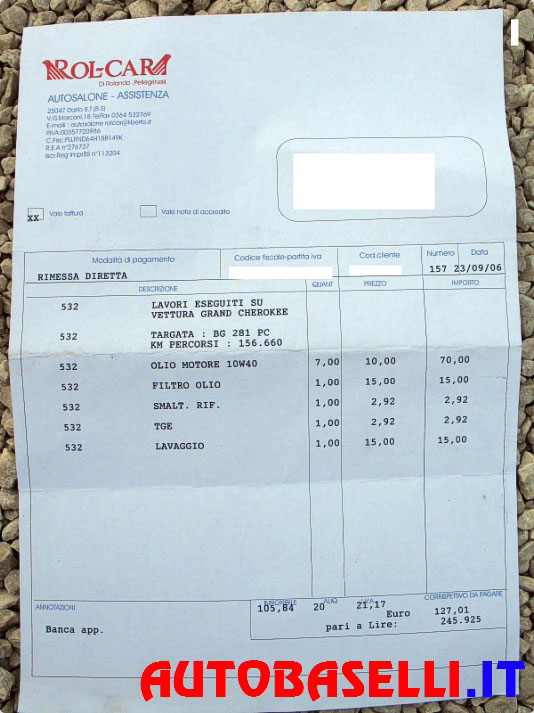 ROL-CAR
Di Rolando .Pellegrinelli
AUTOSALONE - ASSISTENZA
25047 Darfo B.T.(B.S)
V.G.Marconi,18-Te/Fax 0364 532769
E-mail : autosalone.rolcar@liberto.it
P.IVA:00357720986
C.Fisc:PLLRND64H18B149K
R.E.A n°276737
Iscr.Reg ImprBS n°113204
xx Vale fattura Vale nota di accredito
Modalità di pagamento Codice fiscale-partita iva Cod.cliente Numero Data
RIMESSA DIRETTA 157 23/09/06
DESCRIZIONE QUANT PREZZO IMPORTO
532 LAVORI ESEGUITI SU
VETTURA GRAND CHEROKEE
532 TARGATA : BG 281 PC
KM PERCORSI : 156.660
532 OLIO MOTORE 10W40 7,00 10,00 70,00
532 FILTRO OLIO 1,00 15,00 15,00
532 SMALT. RIF. 1,00 2,92 2,92
532 TGE 1,00 2,92 2,92
532 LAVAGGIO 1,00 15,00 15,00
ANNOTAZIONI IMPONIBILE ALIQ I.V.A CORRISPETTIVO DA PAGARE
105,84 20 21,17 127,01
Euro
Banca app. pari a Lire: 245.925
AUTOBASELLI.IT